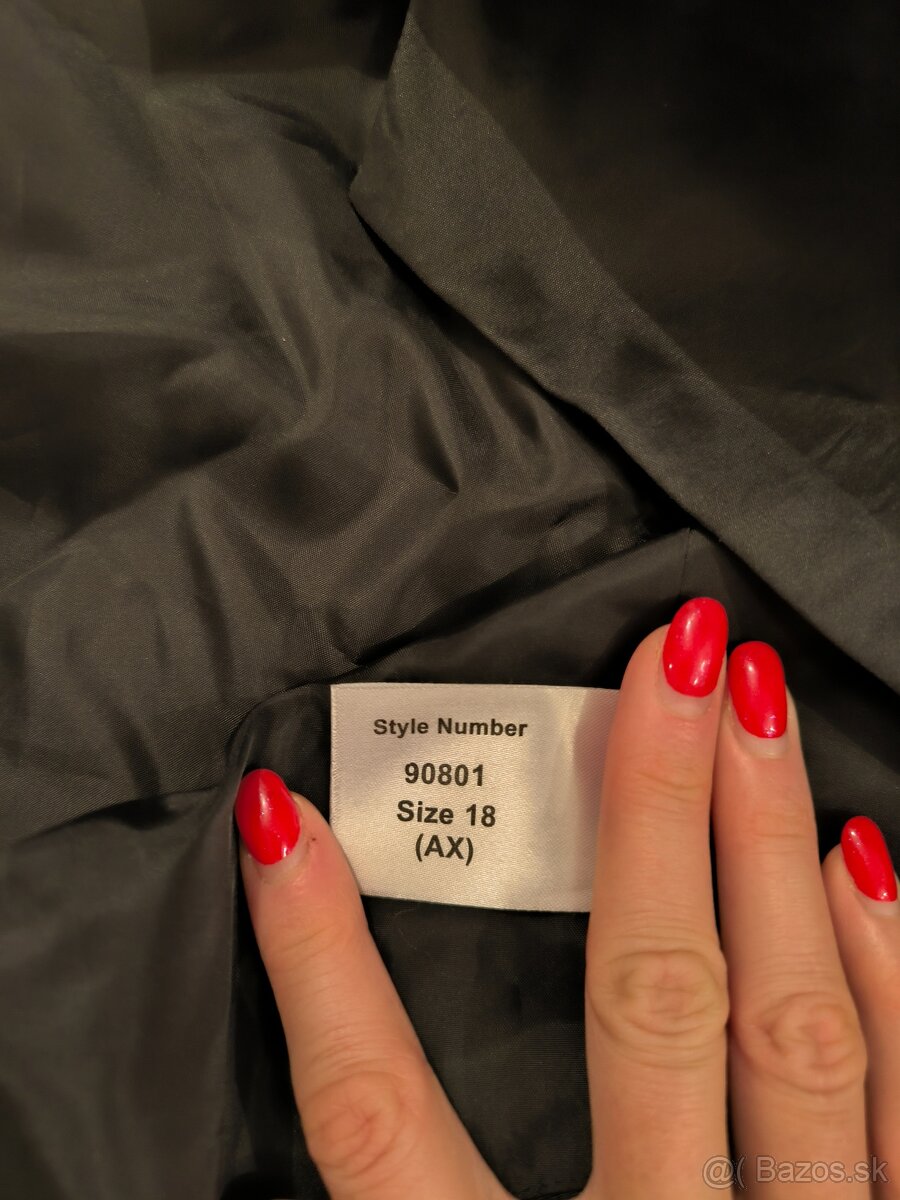 Style Number
90801
Size 18
(AX)
@( Bazos.sk